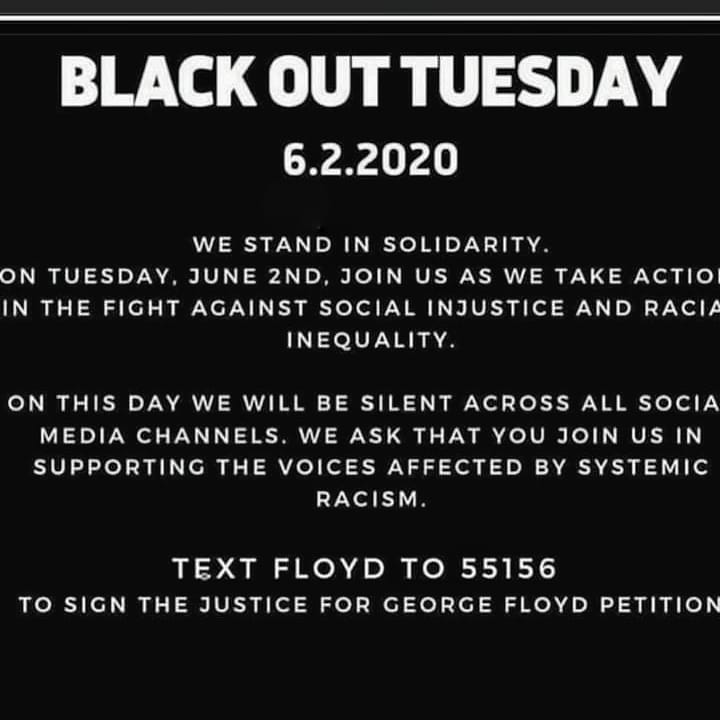 BLACK OUT TUESDAY
6.2.2020
WE STAND IN SOLIDARITY.
ON TUESDAY, JUNE 2ND, JOIN US AS WE TAKE ACTIO
IN THE FIGHT AGAINST SOCIAL INJUSTICE AND RACIA
INEQUALITY.
ON THIS DAY WE WILL BE SILENT ACROSS ALL SOCIA
MEDIA CHANNELS. WE ASK THAT YOU JOIN US IN
SUPPORTING THE VOICES AFFECTED BY SYSTEMIC
RACISM.
TEXT FLOYD TO 55156
TO SIGN THE JUSTICE FOR GEORGE FLOYD PETITION